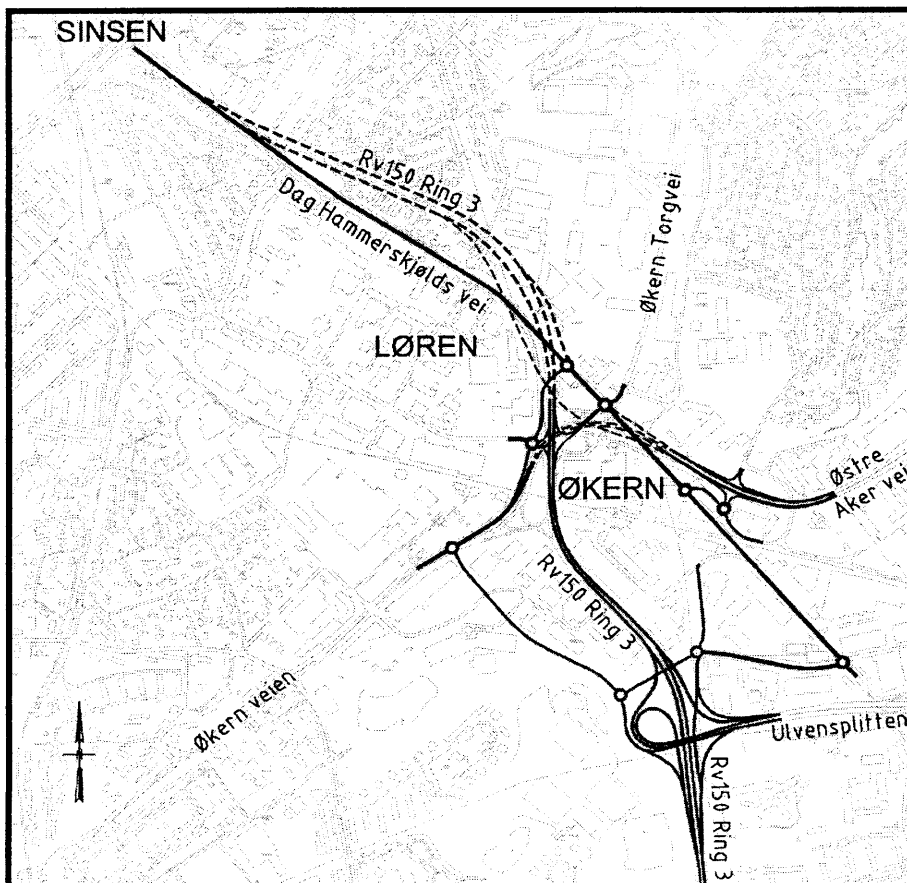 SINSEN
Rv150 Ring 3
Dag Hammerskjølds vei
Økern Torgvei
LØREN
ØKERN
Østre
Aker vei
Rv150 Ring 3
Økern veien
Ulvensplitten
Rv150 Ring 3